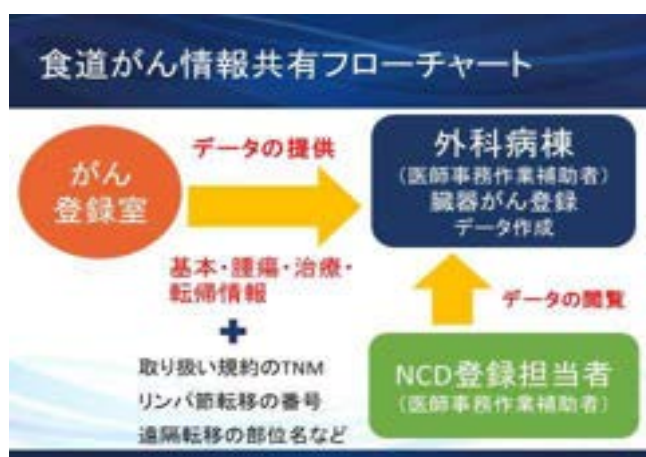 食道がん情報共有フローチャート
がん
登録室
データの提供
基本・腫瘍・治療・
転帰情報
+
取り扱い規約のTNM
リンパ節転移の番号
遠隔転移の部位名など
外科病棟
(医師事務作業補助者)
臓器がん登録
データ作成
データの閲覧
NCD登録担当者
(医師事務作業補助者)